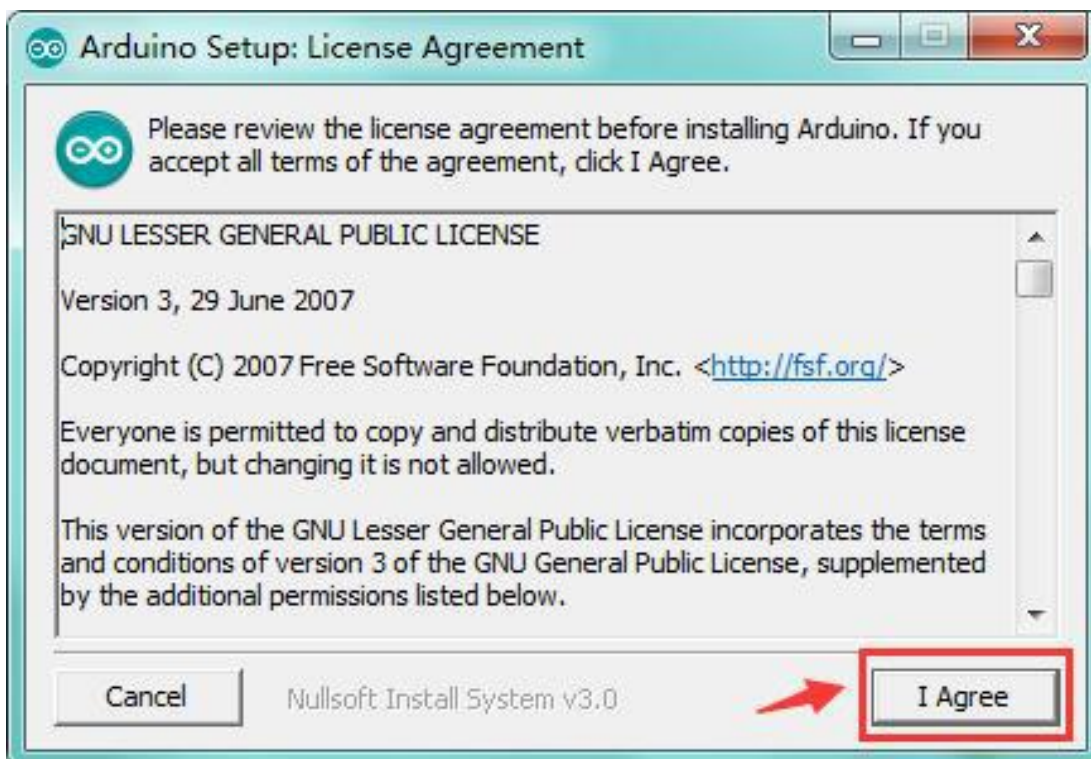 Arduino Setup: License Agreement
Please review the license agreement before installing Arduino. If you
accept all terms of the agreement, click I Agree.
GNU LESSER GENERAL PUBLIC LICENSE
Version 3, 29 June 2007
Copyright (C) 2007 Free Software Foundation, Inc. <http://fsf.org/>
Everyone is permitted to copy and distribute verbatim copies of this license
document, but changing it is not allowed.
This version of the GNU Lesser General Public License incorporates the terms
and conditions of version 3 of the GNU General Public License, supplemented
by the additional permissions listed below.
Cancel
Nullsoft Install System v3.0
I Agree